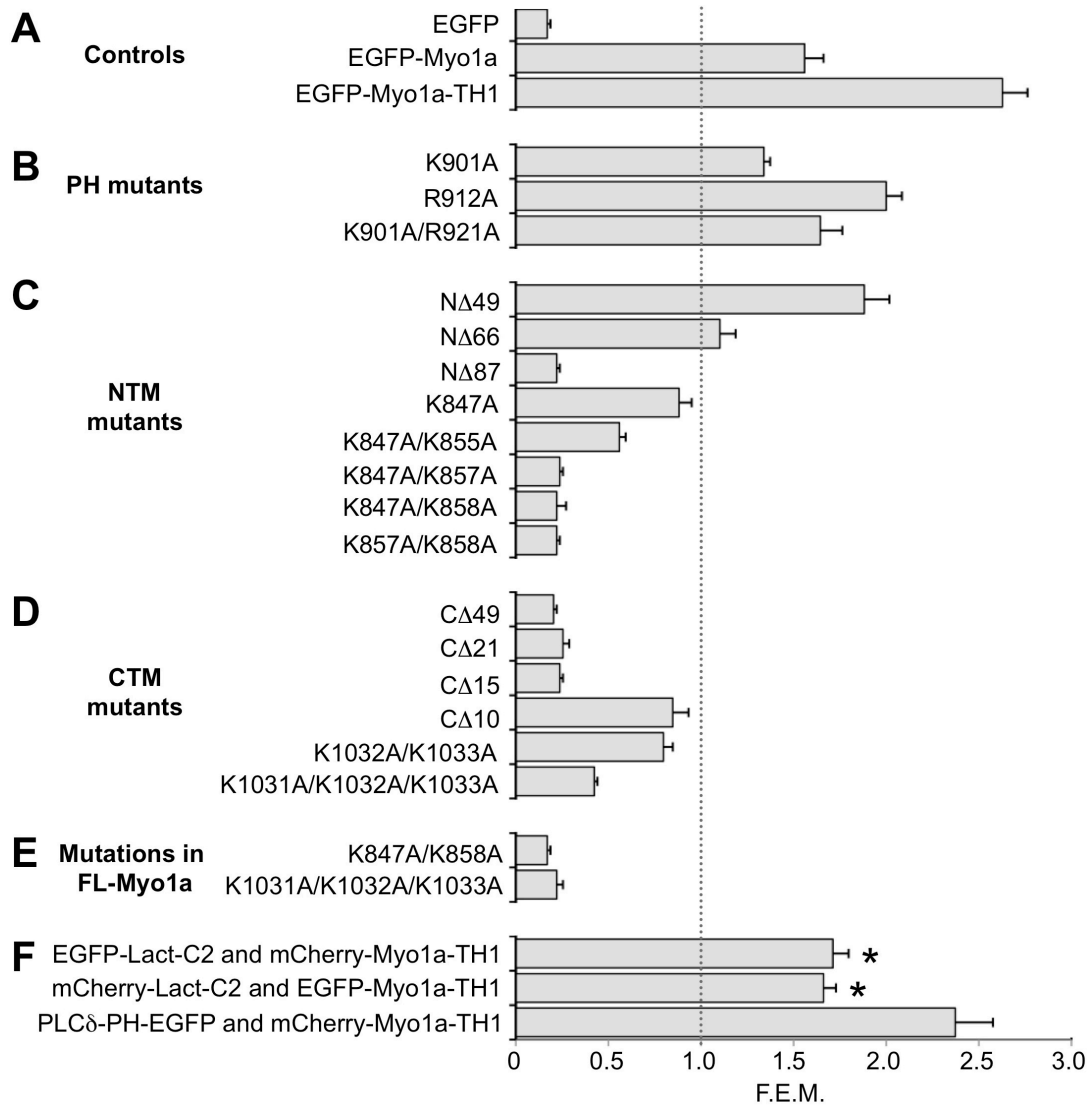 A
Controls
EGFP
EGFP-Myo1a
EGFP-Myo1a-TH1
B
PH mutants
K901A
R912A
K901A/R921A
C
NTM
mutants
NΔ49
NΔ66
NΔ87
K847A
K847A/K855A
K847A/K857A
K847A/K858A
K857A/K858A
D
CTM
mutants
CΔ49
CΔ21
CΔ15
CΔ10
K1032A/K1033A
K1031A/K1032A/K1033A
E
Mutations in
FL-Myo1a
K847A/K858A
K1031A/K1032A/K1033A
F
EGFP-Lact-C2 and mCherry-Myo1a-TH1 *
mCherry-Lact-C2 and EGFP-Myo1a-TH1 *
PLCδ-PH-EGFP and mCherry-Myo1a-TH1
0 0.5 1.0 1.5 2.0 2.5 3.0
F.E.M.